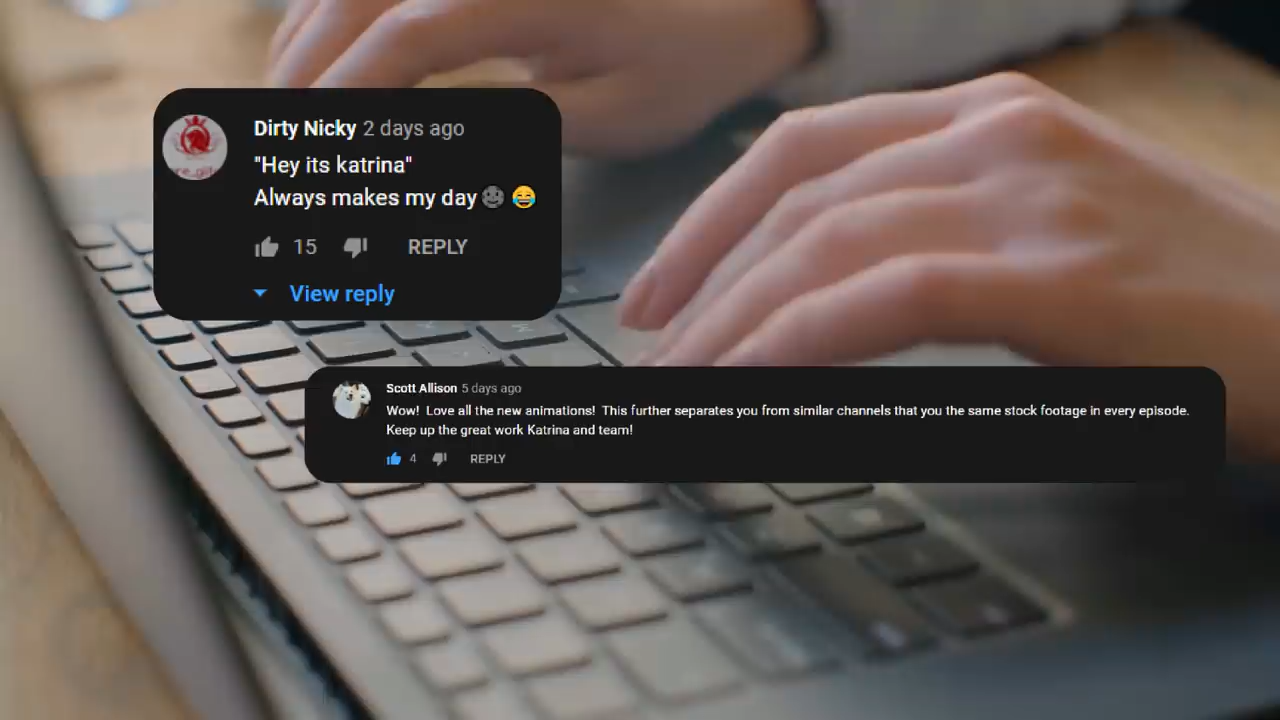 Dirty Nicky 2 days ago
"Hey its katrina"
Always makes my day🌚 😂
15 REPLY
View reply
Scott Allison 5 days ago
Wow! Love all the new animations! This further separates you from similar channels that you the same stock footage in every episode.
Keep up the great work Katrina and team!
4 REPLY